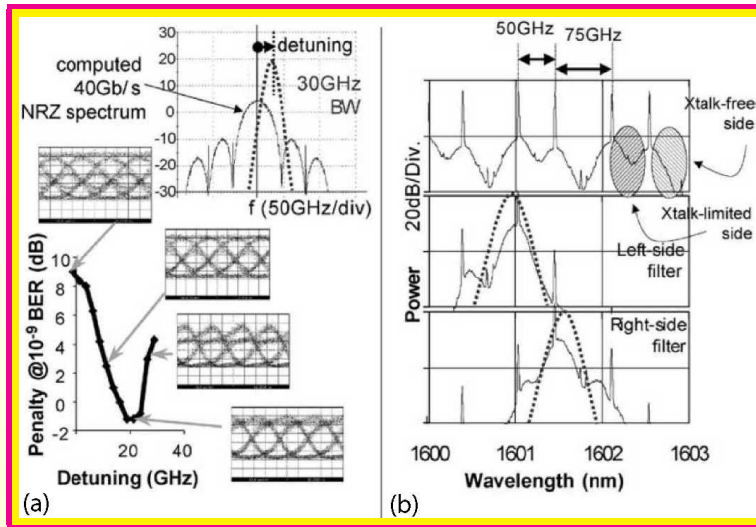 30
20
10
0
-10
-20
-30
detuning
computed
40Gb/s
NRZ spectrum
30GHz
BW
f (50GHz/div)
Penalty @10-9 BER (dB)
10
8
6
4
2
0
-2
0
20
40
Detuning (GHz)
(a)
50GHz
75GHz
Xtalk-free
side
Xtalk-limited
side
Left-side
filter
Right-side
filter
Power
20dB/Div.
1600
1601
1602
1603
Wavelength (nm)
(b)